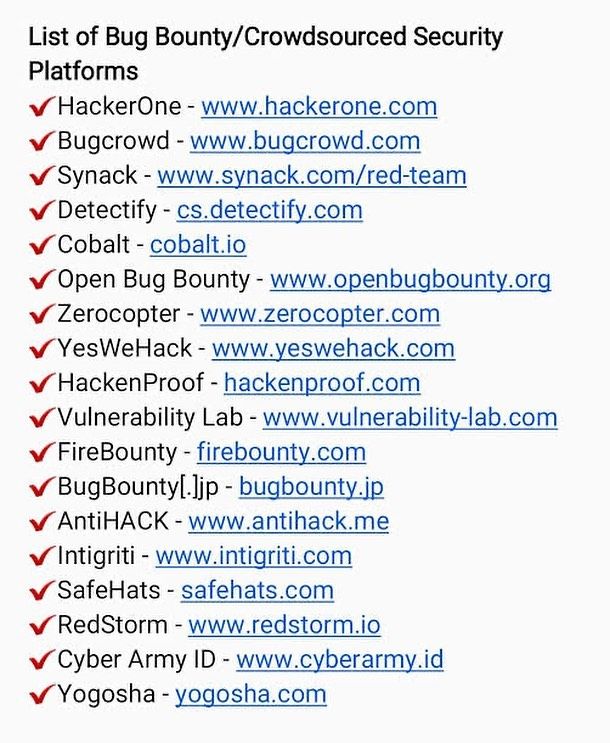 List of Bug Bounty/Crowdsourced Security
Platforms
✔HackerOne - www.hackerone.com
✔Bugcrowd - www.bugcrowd.com
✔Synack - www.synack.com/red-team
✔Detectify - cs.detectify.com
✔Cobalt - cobalt.io
✔Open Bug Bounty - www.openbugbounty.org
✔Zerocopter - www.zerocopter.com
✔YesWeHack - www.yeswehack.com
✔HackenProof - hackenproof.com
✔Vulnerability Lab - www.vulnerability-lab.com
✔FireBounty - firebounty.com
✔BugBounty[.]jp - bugbounty.jp
✔AntiHACK - www.antihack.me
✔Intigriti - www.intigriti.com
✔SafeHats - safehats.com
✔RedStorm - www.redstorm.io
✔Cyber Army ID - www.cyberarmy.id
✔Yogosha - yogosha.com